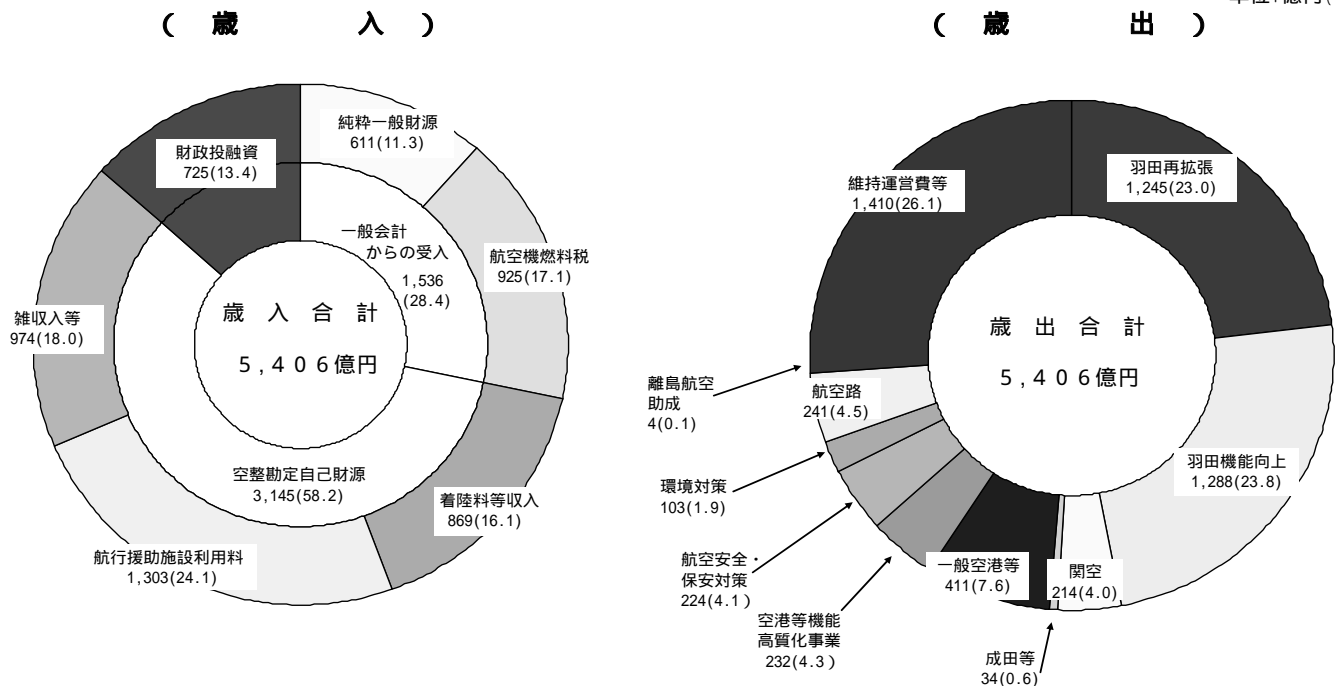 (歳　　入)
純粋一般財源
611(11.3)
財政投融資
725(13.4)
一般会計
からの受入
1,536
(28.4)
航空機燃料税
925(17.1)
雑収入等
974(18.0)
歳入合計
5,406億円
空整勘定自己財源
3,145(58.2)
着陸料等収入
869(16.1)
航行援助施設利用料
1,303(24.1)
(歳　　出)
羽田再拡張
1,245(23.0)
維持運営費等
1,410(26.1)
歳出合計
5,406億円
離島航空
助成
4(0.1)
航空路
241(4.5)
羽田機能向上
1,288(23.8)
環境対策
103(1.9)
航空安全・
保安対策
224(4.1)
一般空港等
411(7.6)
関空
214(4.0)
空港等機能
高質化事業
232(4.3)
成田等
34(0.6)